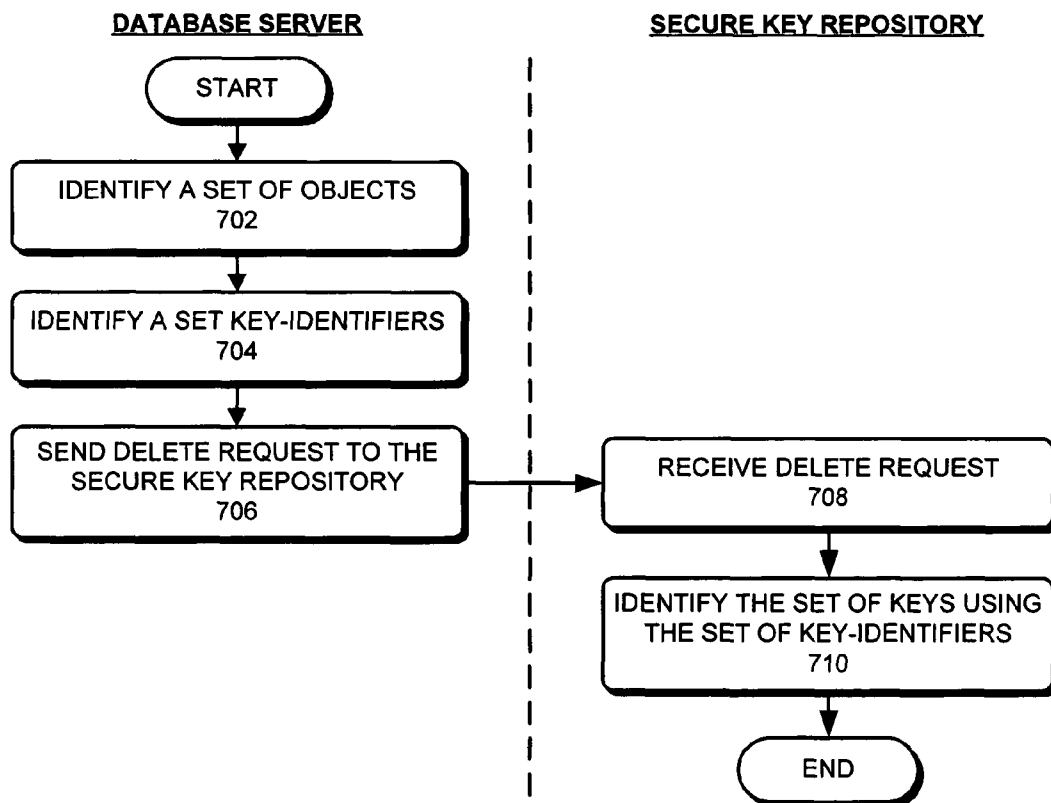 DATABASE SERVER
SECURE KEY REPOSITORY
START
IDENTIFY A SET OF OBJECTS
702
IDENTIFY A SET KEY-IDENTIFIERS
704
SEND DELETE REQUEST TO THE
SECURE KEY REPOSITORY
706
RECEIVE DELETE REQUEST
708
IDENTIFY THE SET OF KEYS USING
THE SET OF KEY-IDENTIFIERS
710
END